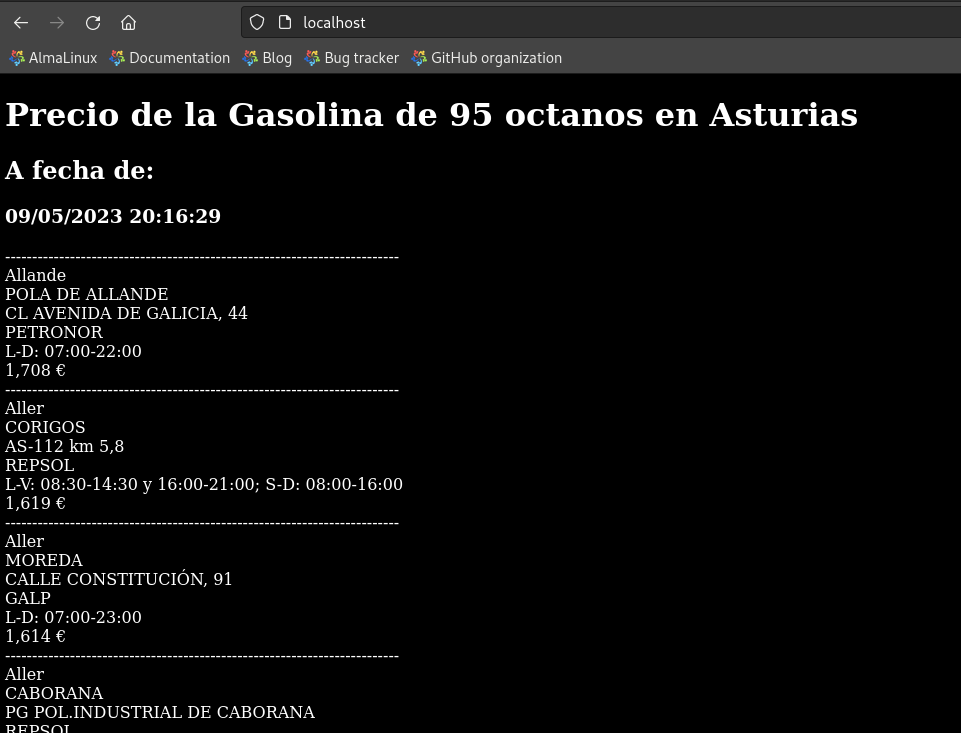 localhost
AlmaLinux Documentation Blog Bug tracker GitHub organization
Precio de la Gasolina de 95 octanos en Asturias
A fecha de:
09/05/2023 20:16:29
-------------------------------------------------------------------------
Allande
POLA DE ALLANDE
CL AVENIDA DE GALICIA, 44
PETRONOR
L-D: 07:00-22:00
1,708 €
-------------------------------------------------------------------------
Aller
CORIGOS
AS-112 km 5,8
REPSOL
L-V: 08:30-14:30 y 16:00-21:00; S-D: 08:00-16:00
1,619 €
-------------------------------------------------------------------------
Aller
MOREDA
CALLE CONSTITUCIÓN, 91
GALP
L-D: 07:00-23:00
1,614 €
-------------------------------------------------------------------------
Aller
CABORANA
PG POL.INDUSTRIAL DE CABORANA
REPSOL